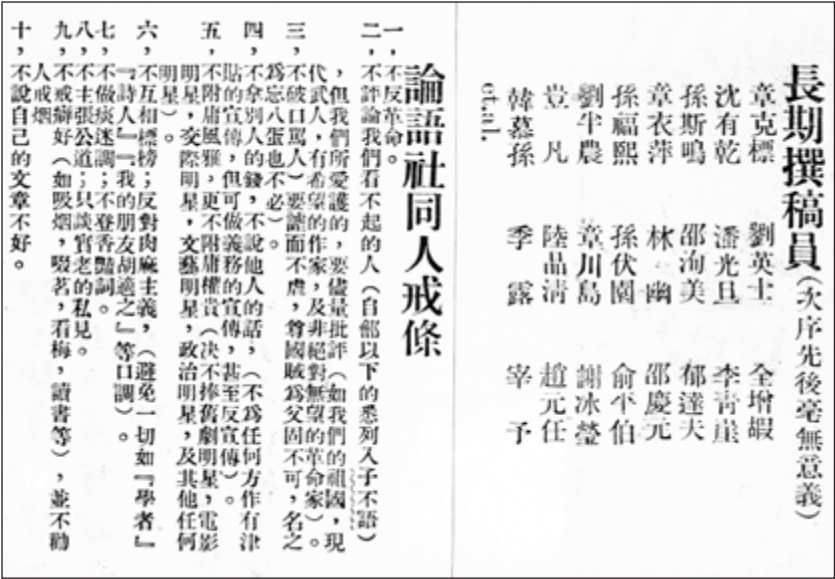 長期撰稿員(次序先後毫無意義)
章克標 劉英士 全增嘏
沈有乾 潘光旦 李青崖
孫斯鳴 邵洵美 郁達夫
章衣萍 林幽 邵慶元
孫福熙 孫伏園 俞平伯
劉半農 章川島 謝冰瑩
豈凡 陸晶清 趙元任
韓慕孫 季露 宰予
et.al.
論語社同人戒條
一,不反革命。
二,不評論我們看不起的人(自部以下的悉列入子不語)
,但我們所愛護的,要儘量批評(如我們的祖國,現
代武人,有希望的作家,及非絕對無望的革命家)。
三,不破口罵人)要謔而不虐,尊國賊為父固不可,名之
為忘八蛋也不必)。
四,不拿別人的錢,不說他人的話,(不為任何方作有津
貼的宣傳,但可做義務的宣傳,甚至反宣傳)。
五,不附庸風雅,更不附庸權貴(决不捧舊劇明星,電影
明星,交際明星,文藝明星,政治明星,及其他任何
明星)。
六,不互相標榜;反對肉麻主義,(避免一切如『學者』
『詩人』『我的朋友胡適之』等口調)。
七,不做痰迷調;不登香艷詞。
八,不主張公道;只談官老的私見。
九,不戒癖好(如吸烟,啜茗,看梅,讀書等),並不勸
人戒烟
十,不說自己的文章不好。